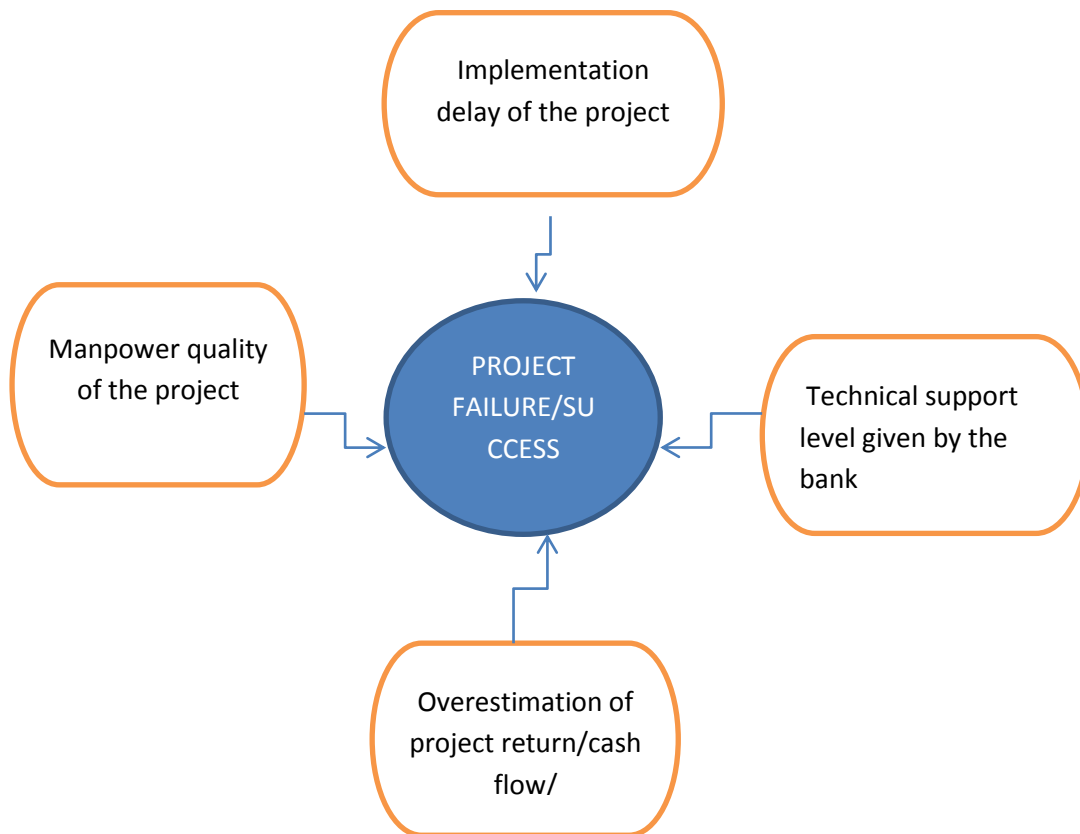 Implementation
delay of the project
Manpower quality
of the project
PROJECT
FAILURE/SU
CCESS
Technical support
level given by the
bank
Overestimation of
project return/cash
flow/